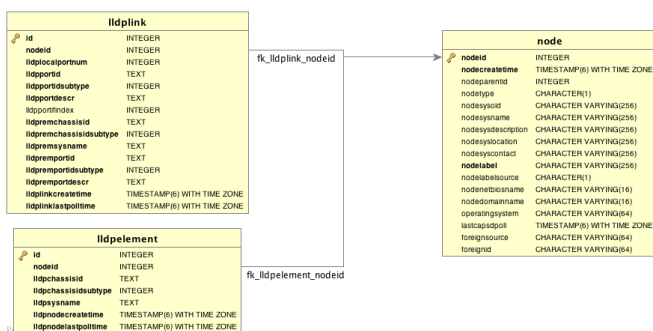 lldplink
id INTEGER
nodeid INTEGER
lldplocalportnum INTEGER
lldpportid TEXT
lldpportidsubtype INTEGER
lldpportdescr TEXT
lldpportifindex INTEGER
lldpremchassisid TEXT
lldpremchassisidsubtype INTEGER
lldpremsysname TEXT
lldpremportid TEXT
lldpremportidsubtype INTEGER
lldpremportdescr TEXT
lldplinkcreatetime TIMESTAMP(6) WITH TIME ZONE
lldplinklastpolltime TIMESTAMP(6) WITH TIME ZONE
fk_lldplink_nodeid
node
nodeid INTEGER
nodecreatetime TIMESTAMP(6) WITH TIME ZONE
nodeparentid INTEGER
nodetype CHARACTER(1)
nodesysoid CHARACTER VARYING(256)
nodesysname CHARACTER VARYING(256)
nodesysdescription CHARACTER VARYING(256)
nodesyslocation CHARACTER VARYING(256)
nodesyscontact CHARACTER VARYING(256)
nodelabel CHARACTER VARYING(256)
nodelabelsource CHARACTER(1)
nodenetbiosname CHARACTER VARYING(16)
nodedomainname CHARACTER VARYING(16)
operatingsystem CHARACTER VARYING(64)
lastcapsdpoll TIMESTAMP(6) WITH TIME ZONE
foreignsource CHARACTER VARYING(64)
foreignid CHARACTER VARYING(64)
lldpelement
id INTEGER
nodeid INTEGER
lldpchassisid TEXT
lldpchassisidsubtype INTEGER
lldpsysname TEXT
lldpnodecreatetime TIMESTAMP(6) WITH TIME ZONE
lldpnodelastpolltime TIMESTAMP(6) WITH TIME ZONE
fk_lldpelement_nodeid